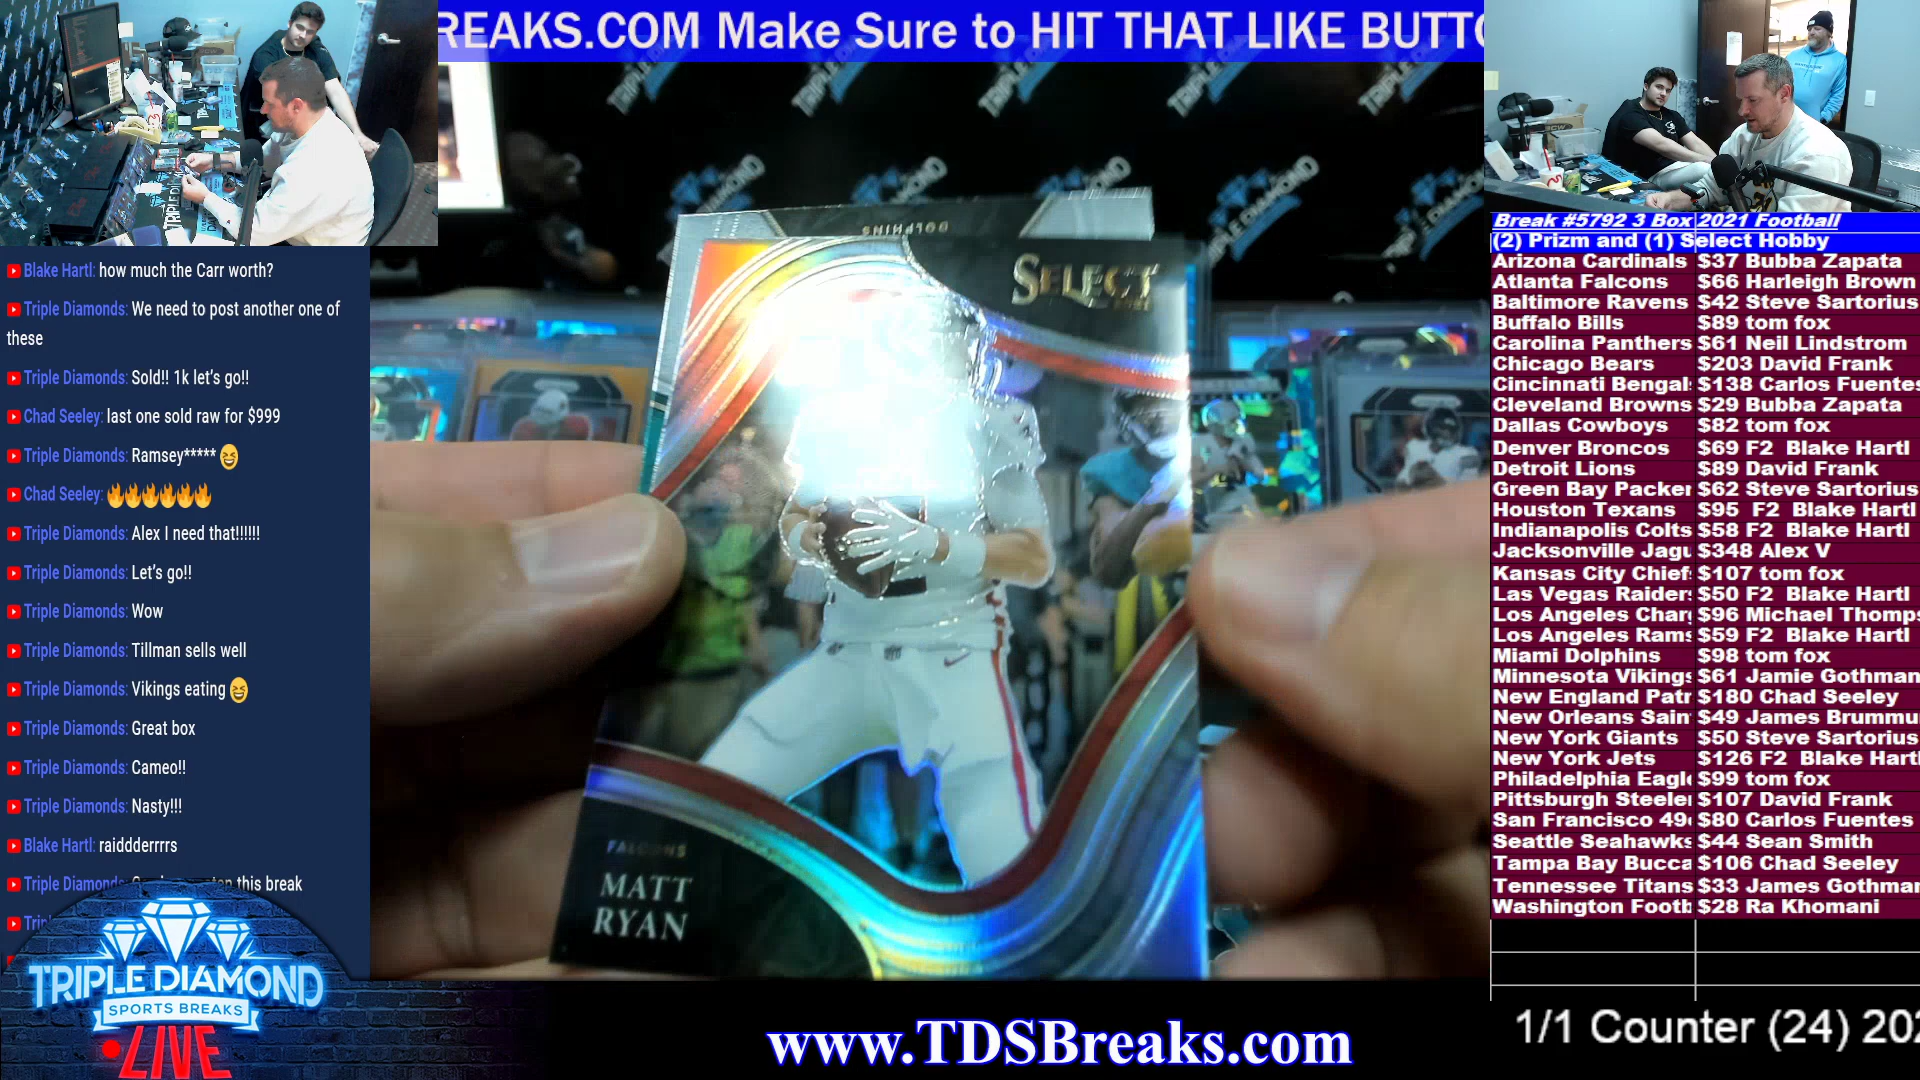 REAKS.COM Make Sure to HIT THAT LIKE BUTTO
Blake Hartl: how much the Carr worth?
Triple Diamonds: We need to post another one of
these
Triple Diamonds: Sold!! 1k let's go!!
Chad Seeley: last one sold raw for $999
Triple Diamonds: Ramsey***** 😆
Chad Seeley: 🔥🔥🔥🔥🔥🔥
Triple Diamonds: Alex I need that!!!!!!
Triple Diamonds: Let's go!!
Triple Diamonds: Wow
Triple Diamonds: Tillman sells well
Triple Diamonds: Vikings eating 😆
Triple Diamonds: Great box
Triple Diamonds: Cameo!!
Triple Diamonds: Nasty!!!
Blake Hartl: raiddderrrrs
Triple Diamonds: this break
TRIPLE DIAMOND
SPORTS BREAKS
LIVE
DOLPHINS
SELECT
FALCONS
MATT
RYAN
www.TDSBreaks.com
Break #5792 3 Box 2021 Football
(2) Prizm and (1) Select Hobby
Arizona Cardinals $37 Bubba Zapata
Atlanta Falcons $66 Harleigh Brown
Baltimore Ravens $42 Steve Sartorius
Buffalo Bills $89 tom fox
Carolina Panthers $61 Neil Lindstrom
Chicago Bears $203 David Frank
Cincinnati Bengals $138 Carlos Fuentes
Cleveland Browns $29 Bubba Zapata
Dallas Cowboys $82 tom fox
Denver Broncos $69 F2 Blake Hartl
Detroit Lions $89 David Frank
Green Bay Packer $62 Steve Sartorius
Houston Texans $95 F2 Blake Hartl
Indianapolis Colts $58 F2 Blake Hartl
Jacksonville Jagu $348 Alex V
Kansas City Chiefs $107 tom fox
Las Vegas Raiders $50 F2 Blake Hartl
Los Angeles Charg $96 Michael Thomps
Los Angeles Rams $59 F2 Blake Hartl
Miami Dolphins $98 tom fox
Minnesota Vikings $61 Jamie Gothman
New England Patr $180 Chad Seeley
New Orleans Sain $49 James Brummu
New York Giants $50 Steve Sartorius
New York Jets $126 F2 Blake Hartl
Philadelphia Eagle $99 tom fox
Pittsburgh Steeler $107 David Frank
San Francisco 49 $80 Carlos Fuentes
Seattle Seahawks $44 Sean Smith
Tampa Bay Bucca $106 Chad Seeley
Tennessee Titans $33 James Gothman
Washington Footb $28 Ra Khomani
1/1 Counter (24) 202